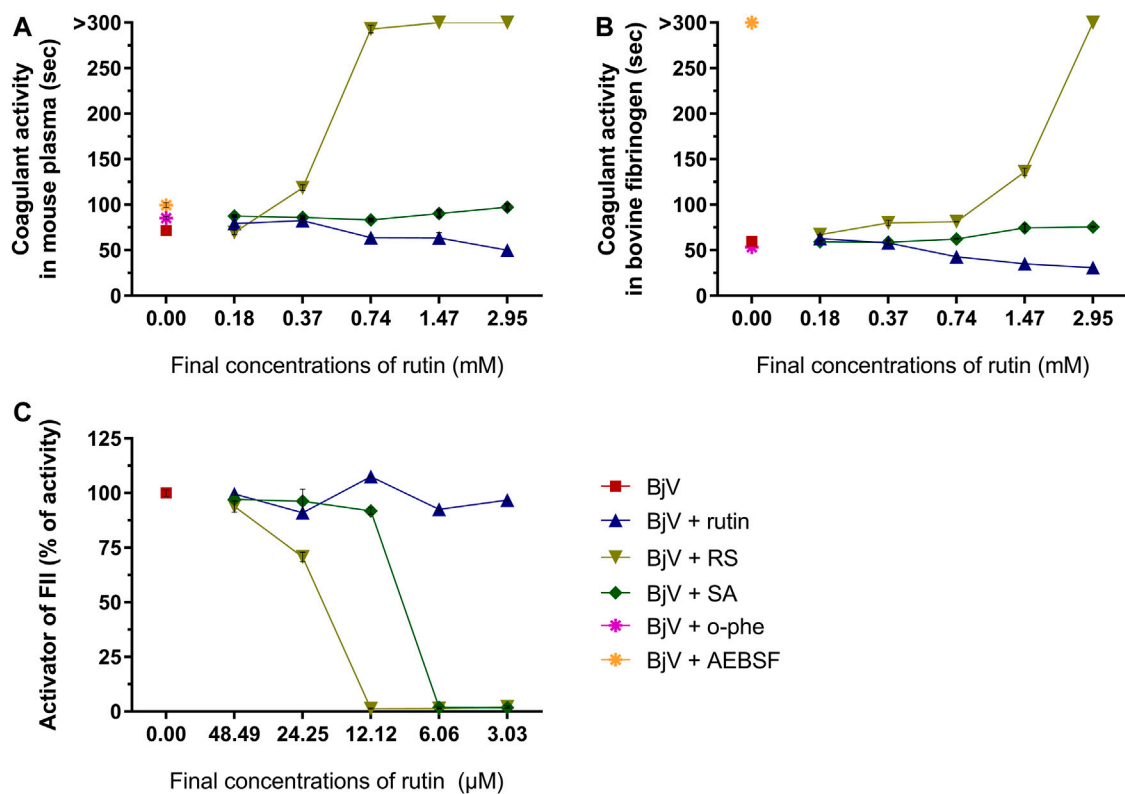 A
Coagulant activity
in mouse plasma (sec)
>300
250
200
150
100
50
0
0.00 0.18 0.37 0.74 1.47 2.95
Final concentrations of rutin (mM)
B
Coagulant activity
in bovine fibrinogen (sec)
>300
250
200
150
100
50
0
0.00 0.18 0.37 0.74 1.47 2.95
Final concentrations of rutin (mM)
C
Activator of FII (% of activity)
125
100
75
50
25
0
0.00 48.49 24.25 12.12 6.06 3.03
Final concentrations of rutin (µM)
BjV
BjV + rutin
BjV + RS
BjV + SA
BjV + o-phe
BjV + AEBSF